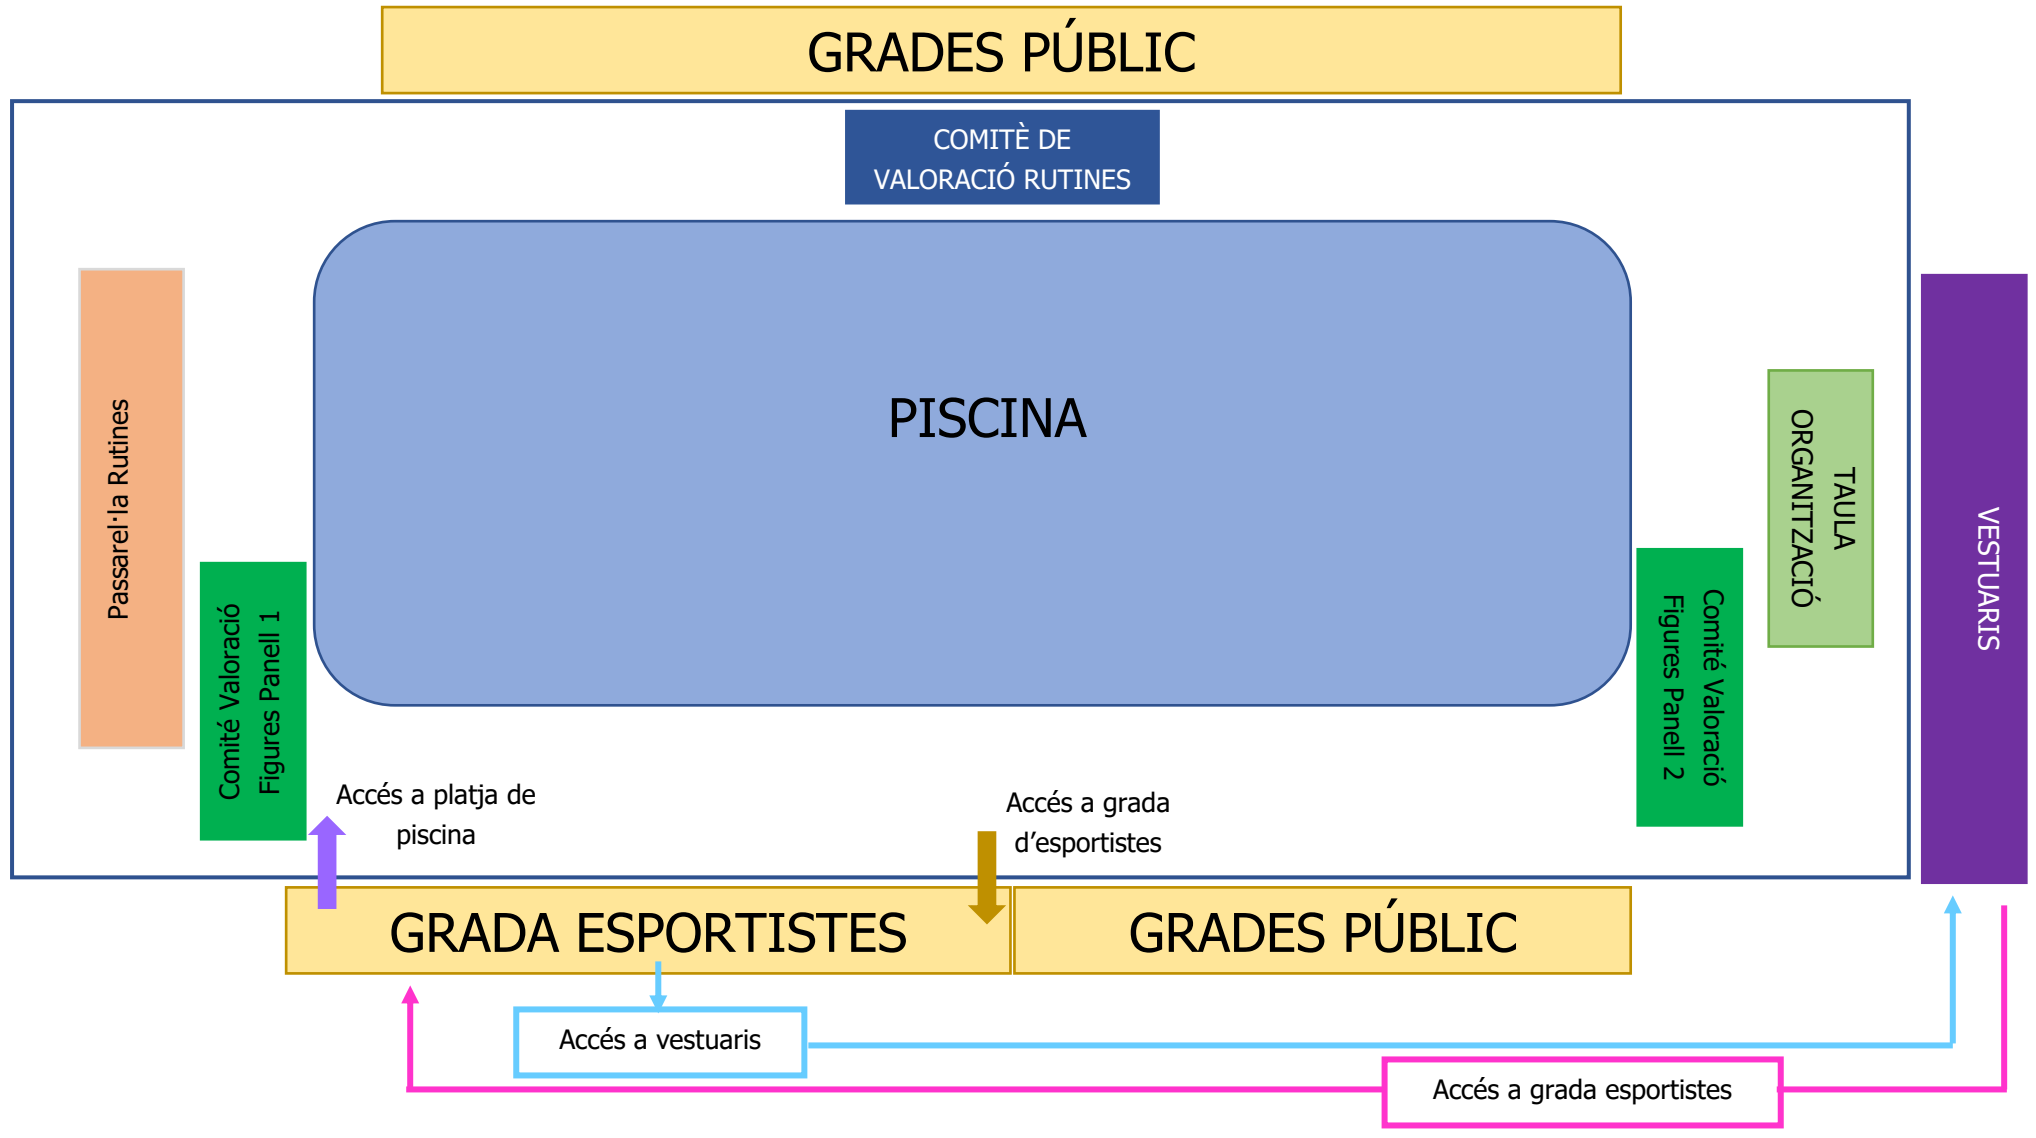 GRADES PÚBLIC
COMITÈ DE
VALORACIÓ RUTINES
PISCINA
Passarel·la Rutines
Comité Valoració
Figures Panell 1
TAULA
ORGANITZACIÓ
Comité Valoració
Figures Panell 2
VESTUARIS
Accés a platja de
piscina
Accés a grada
d’esportistes
GRADA ESPORTISTES
GRADES PÚBLIC
Accés a vestuaris
Accés a grada esportistes